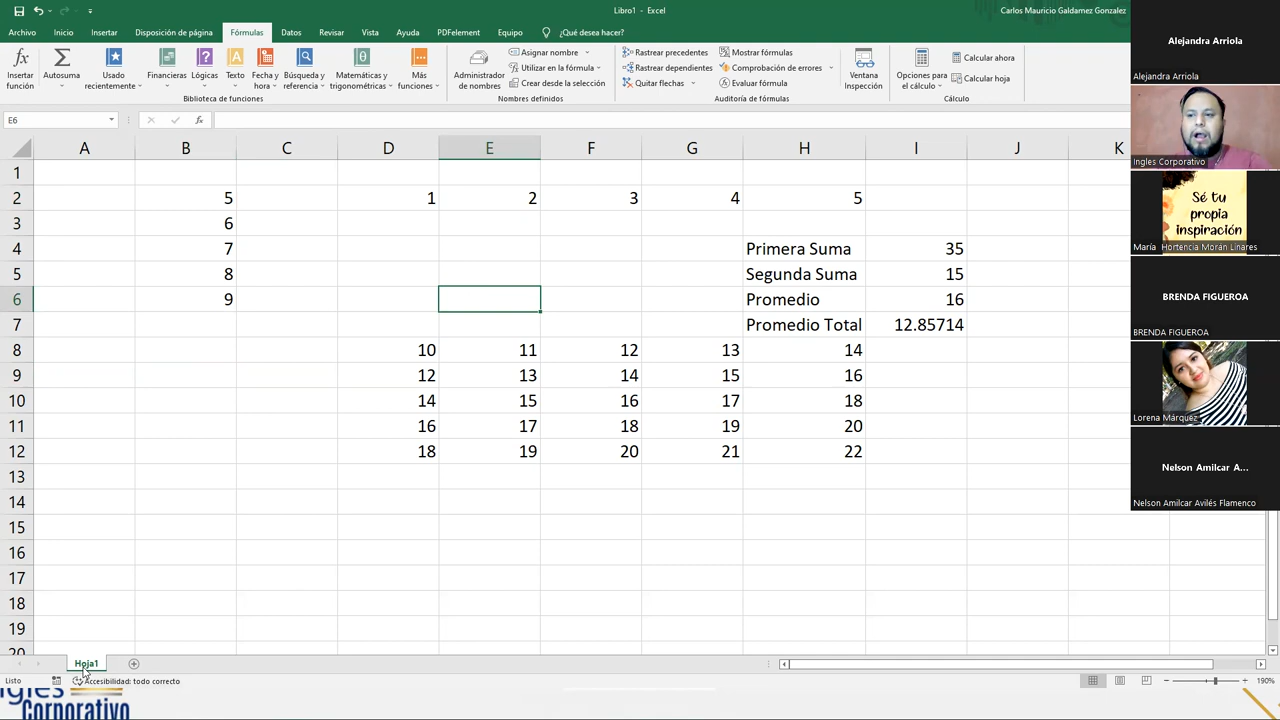 Libro1 - Excel
Carlos Mauricio Galdamez Gonzalez
Archivo Inicio Insertar Disposición de página Fórmulas Datos Revisar Vista Ayuda PDFelement Equipo ¿Qué desea hacer?
Insertar función
Autosuma
Usado recientemente
Financieras
Lógicas
Texto
Fecha y hora
Búsqueda y referencia
Matemáticas y trigonométricas
Más funciones
Biblioteca de funciones
Administrador de nombres
Asignar nombre
Utilizar en la fórmula
Crear desde la selección
Nombres definidos
Rastrear precedentes
Rastrear dependientes
Quitar flechas
Mostrar fórmulas
Comprobación de errores
Evaluar fórmula
Auditoría de fórmulas
Ventana Inspección
Opciones para el cálculo
Calcular ahora
Calcular hoja
Cálculo
E6
fx
A B C D E F G H I J K
1
2 5 1 2 3 4 5
3 6
4 7 Primera Suma 35
5 8 Segunda Suma 15
6 9 Promedio 16
7 Promedio Total 12.85714
8 10 11 12 13 14
9 12 13 14 15 16
10 14 15 16 17 18
11 16 17 18 19 20
12 18 19 20 21 22
13
14
15
16
17
18
19
20
Hoja1
Listo
Accesibilidad: todo correcto
190%
Ingles
Corporativo
Alejandra Arriola
Alejandra Arriola
Ingles Corporativo
Sé tu
propia
inspiración
María Hortencia Morán Linares
BRENDA FIGUEROA
BRENDA FIGUEROA
Lorena Márquez
Nelson Amilcar A...
Nelson Amilcar Avilés Flamenco